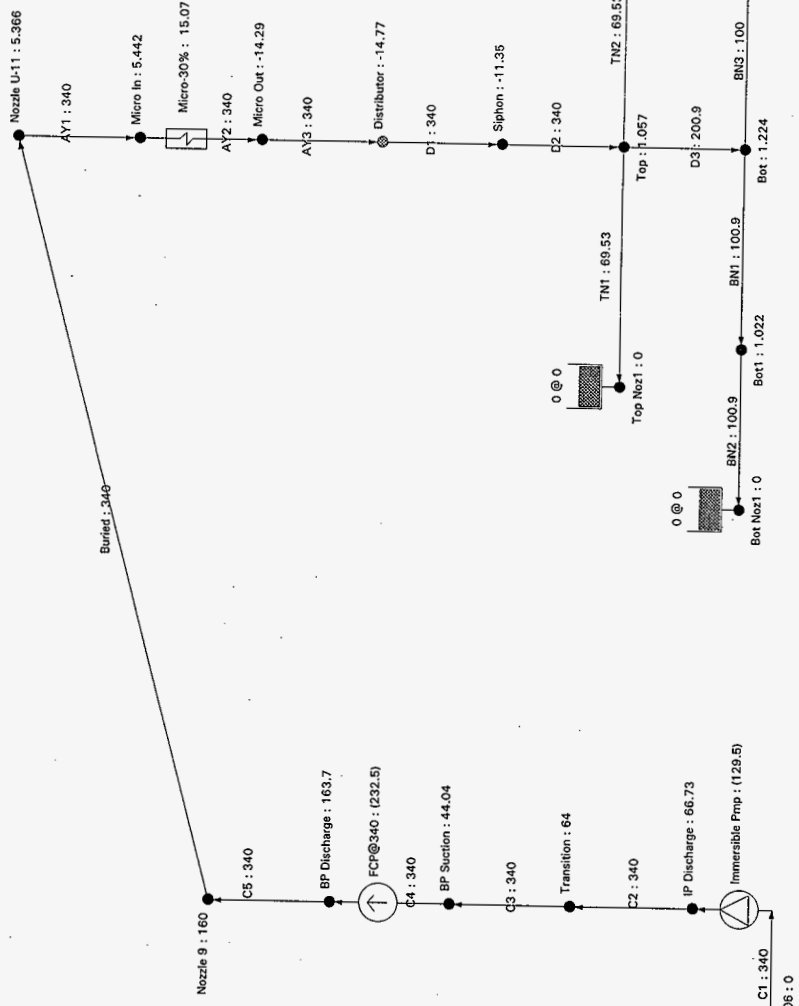 Nozzle U-11 : 5.366
AY1 : 340
Micro In : 5.442
Micro-30% : 15.07
AY2 : 340
Micro Out : -14.29
AY3 : 340
Distributor : -14.77
D1 : 340
Siphon : -11.35
D2 : 340
TN2 : 69.53
Top : 1.057
D3 : 200.9
BN3 : 100
Bot : 1.224
TN1 : 69.53
BN1 : 100.9
0 @ 0
Top Noz1 : 0
Bot1 : 1.022
BN2 : 100.9
0 @ 0
Bot Noz1 : 0
Buried : 340
Nozzle 9 : 160
C5 : 340
BP Discharge : 163.7
FCP@340 : (232.5)
C4 : 340
BP Suction : 44.04
C3 : 340
Transition : 64
C2 : 340
IP Discharge : 66.73
Immersible Pmp : (129.5)
C1 : 340
06 : 0